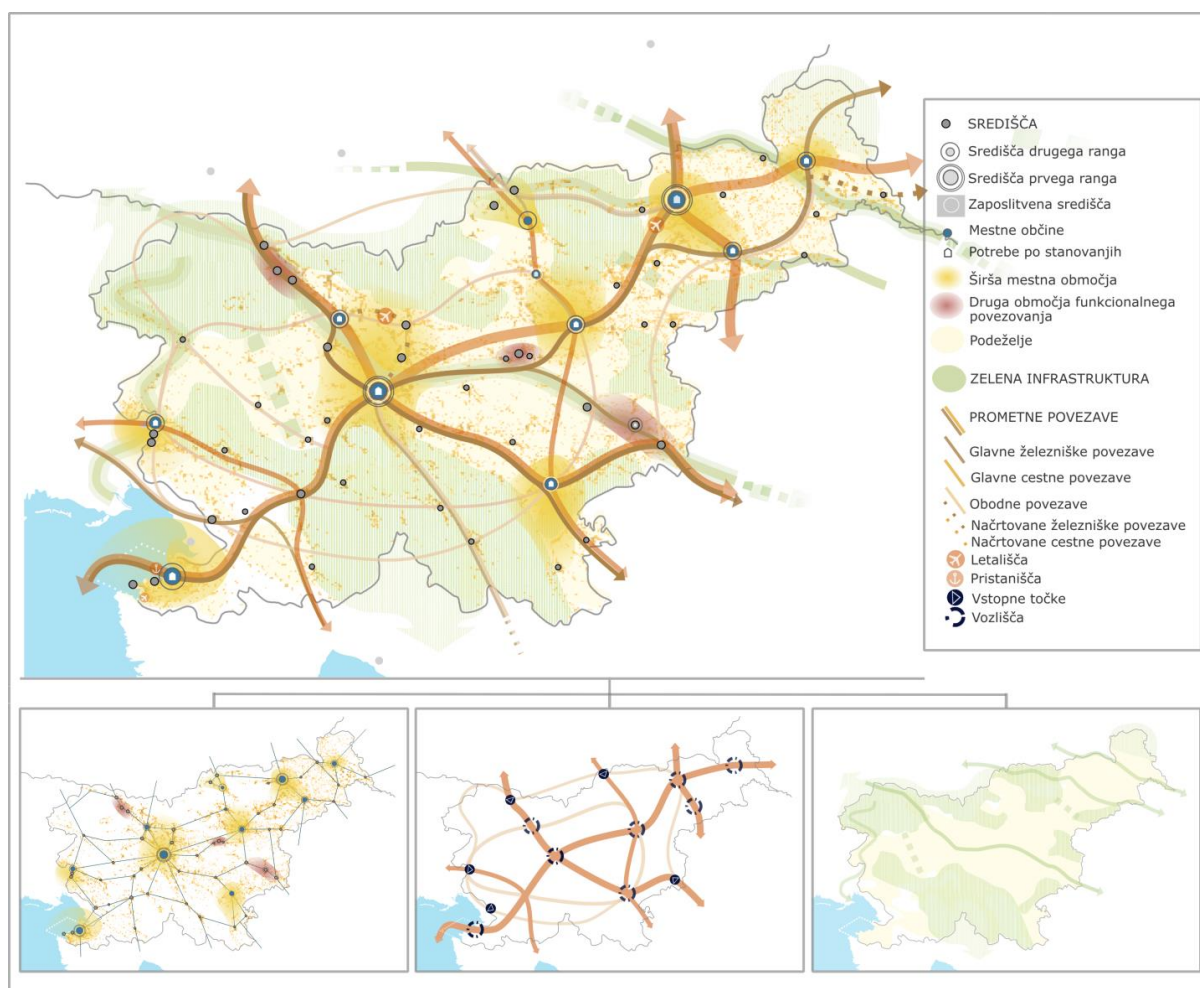 SREDIŠČA
Središča drugega ranga
Središča prvega ranga
Zaposlitvena središča
Mestne občine
Potrebe po stanovanjih
Širša mestna območja
Druga območja funkcionalnega
povezovanja
Podeželje
ZELENA INFRASTRUKTURA
PROMETNE POVEZAVE
Glavne železniške povezave
Glavne cestne povezave
Obodne povezave
Načrtovane železniške povezave
Načrtovane cestne povezave
Letališča
Pristanišča
Vstopne točke
Vozlišča